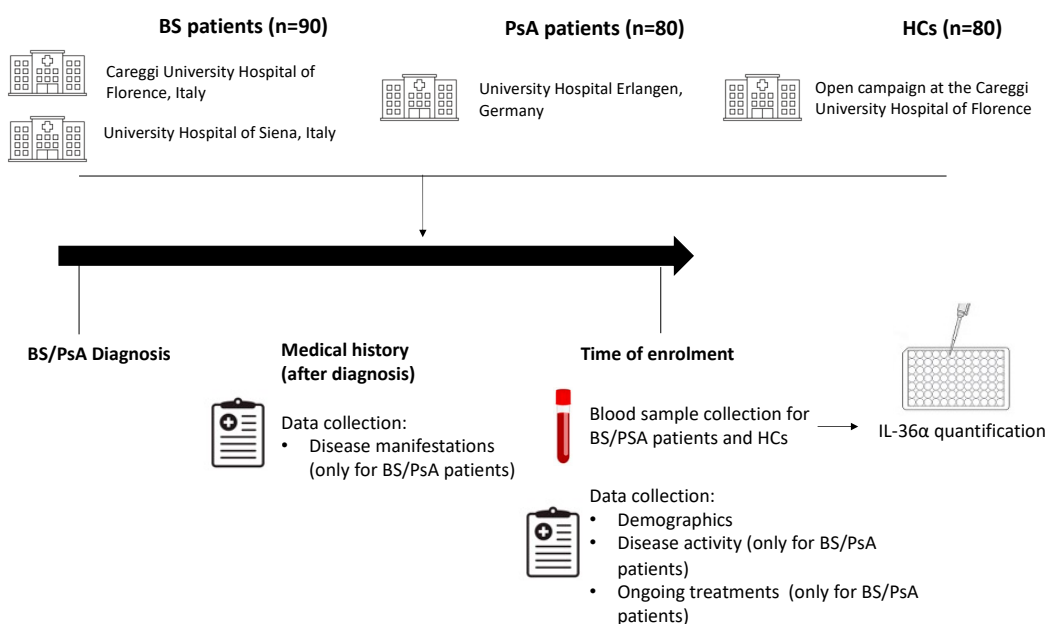 BS patients (n=90)
PsA patients (n=80)
HCs (n=80)
Careggi University Hospital of
Florence, Italy
University Hospital of Siena, Italy
University Hospital Erlangen,
Germany
Open campaign at the Careggi
University Hospital of Florence
BS/PsA Diagnosis
Medical history
(after diagnosis)
Data collection:
• Disease manifestations
(only for BS/PsA patients)
Time of enrolment
Blood sample collection for
BS/PSA patients and HCs
IL-36α quantification
Data collection:
• Demographics
• Disease activity (only for BS/PsA
patients)
• Ongoing treatments (only for BS/PsA
patients)